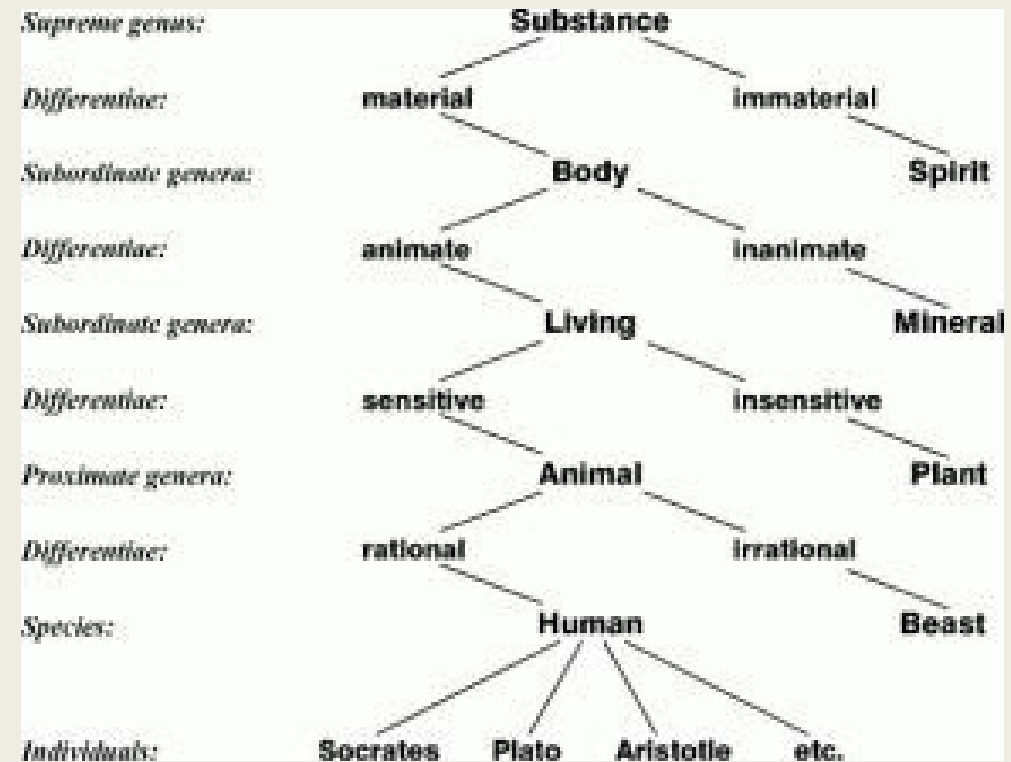 Supreme genus: Substance
Differentiae: material immaterial
Subordinate genera: Body Spirit
Differentiae: animate inanimate
Subordinate genera: Living Mineral
Differentiae: sensitive insensitive
Proximate genera: Animal Plant
Differentiae: rational irrational
Species: Human Beast
Individuals: Socrates Plato Aristotle etc.